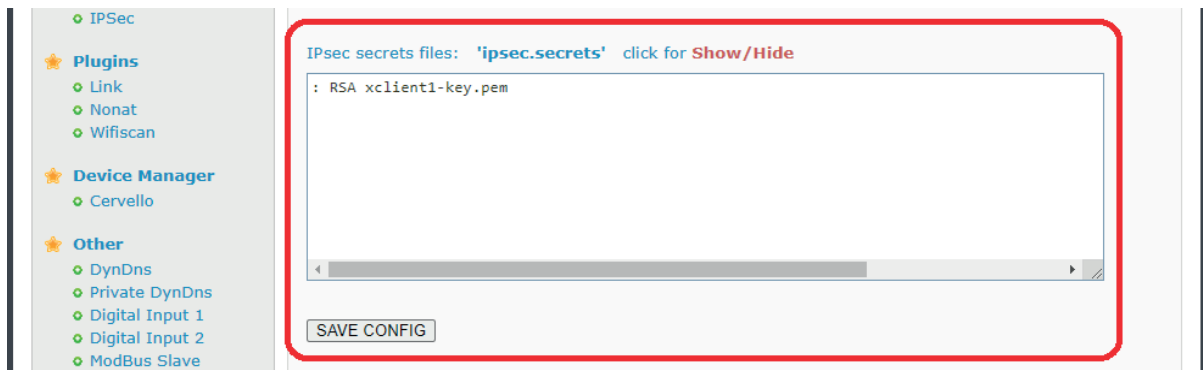 IPSec
Plugins
Link
Nonat
Wifiscan
Device Manager
Cervello
Other
DynDns
Private DynDns
Digital Input 1
Digital Input 2
ModBus Slave
IPsec secrets files: 'ipsec.secrets' click for Show/Hide
: RSA xclient1-key.pem
SAVE CONFIG